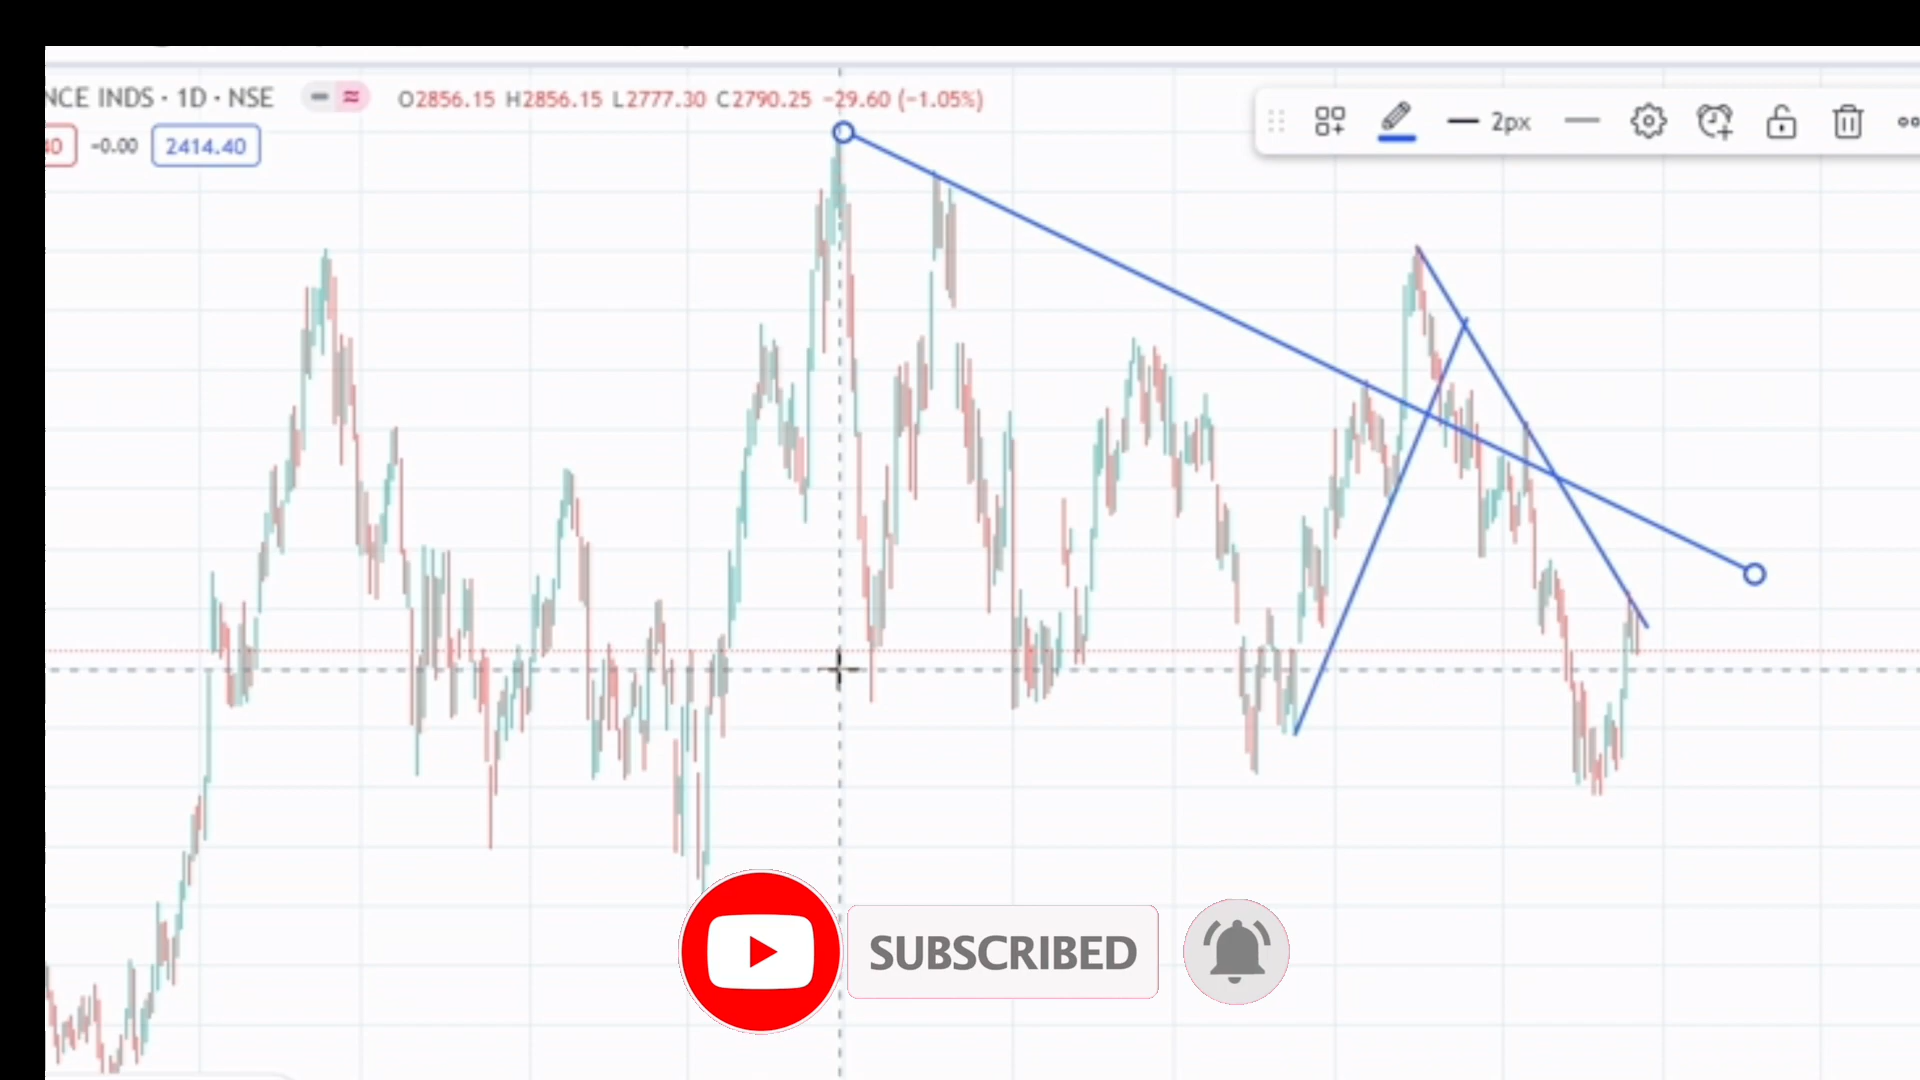 NCE INDS · 1D · NSE O2856.15 H2856.15 L2777.30 C2790.25 −29.60 (−1.05%)
40 −0.00 2414.40
2px
SUBSCRIBED